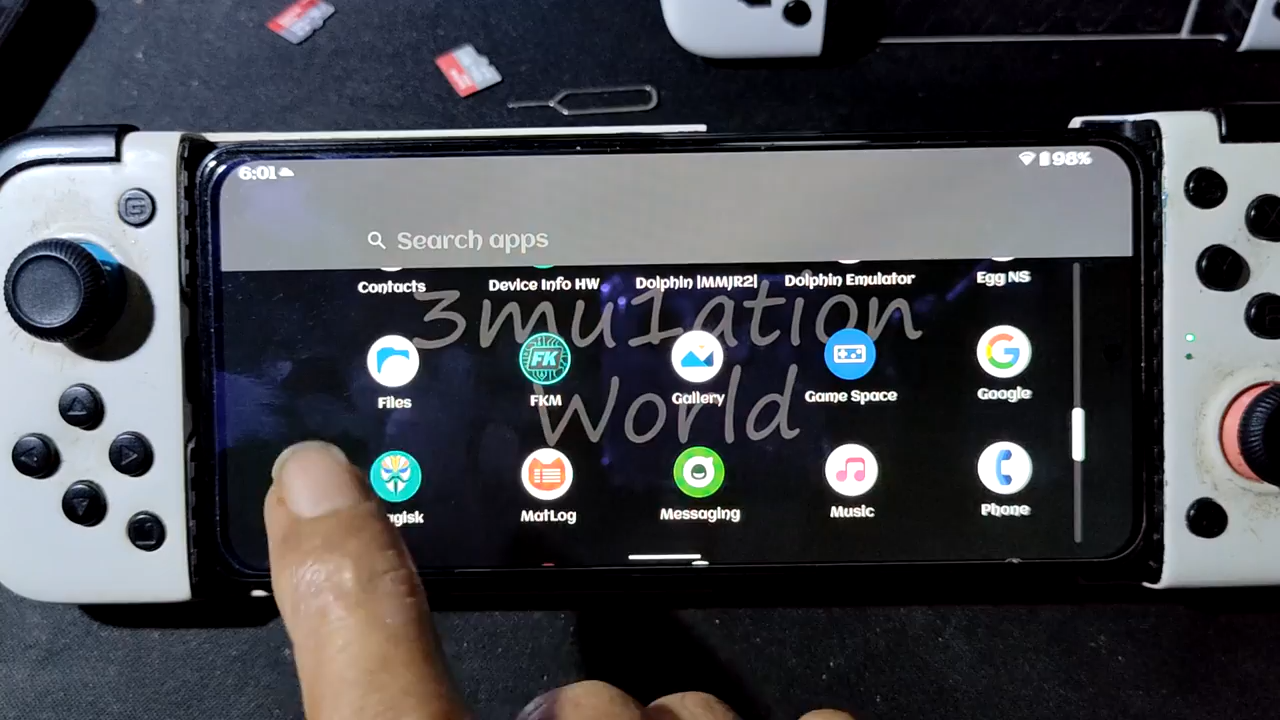 6:01
98%
Search apps
Contacts
Device Info HW
Dolphin |MMJR2|
Dolphin Emulator
Egg NS
3mu1ation
World
FK
G
Files
FKM
Gallery
Game Space
Google
MatLog
Messaging
Music
Phone